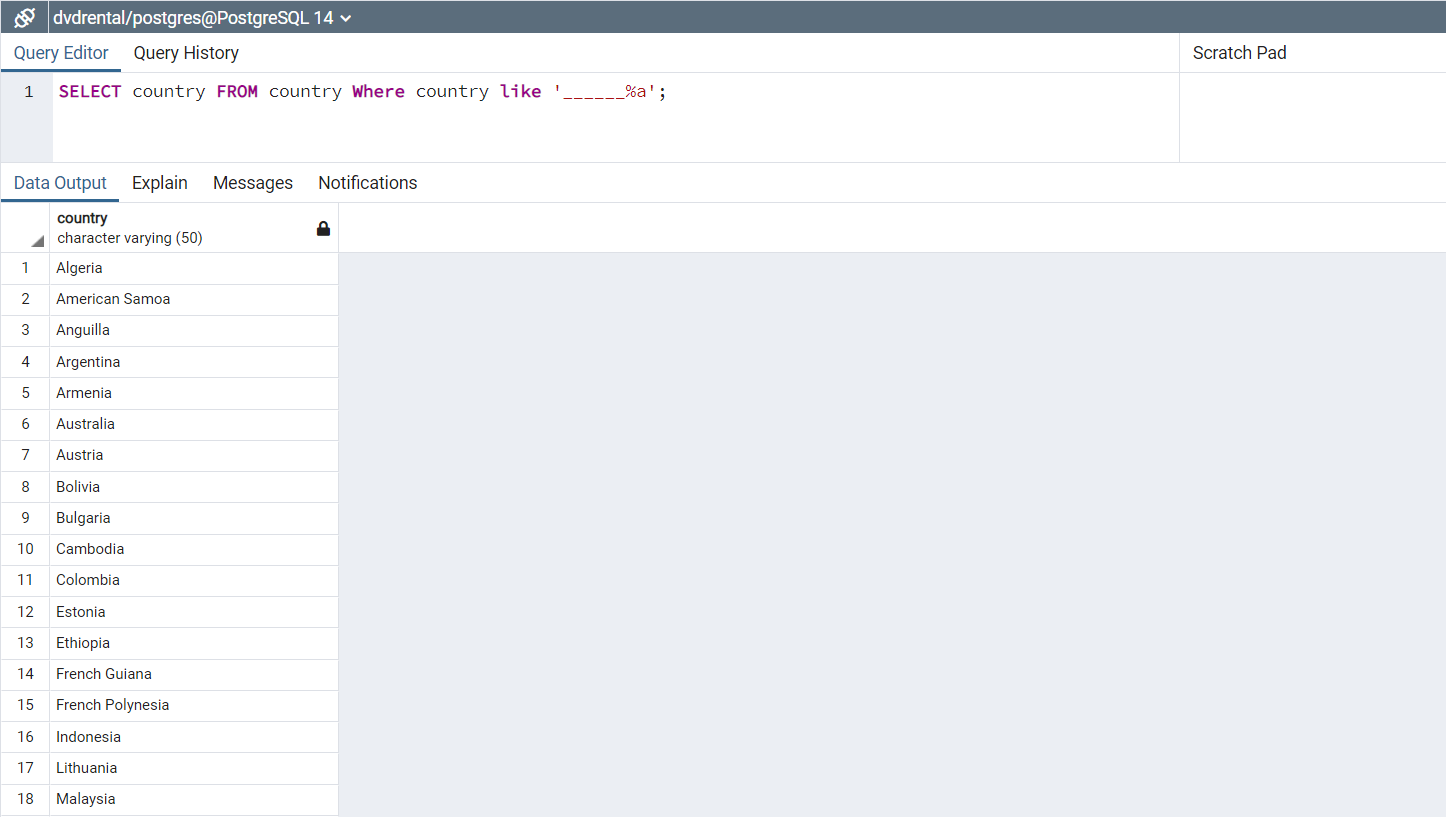 dvdrental/postgres@PostgreSQL 14
Query Editor Query History Scratch Pad
1 SELECT country FROM country Where country like '______%a';
Data Output Explain Messages Notifications
country
character varying (50)
1 Algeria
2 American Samoa
3 Anguilla
4 Argentina
5 Armenia
6 Australia
7 Austria
8 Bolivia
9 Bulgaria
10 Cambodia
11 Colombia
12 Estonia
13 Ethiopia
14 French Guiana
15 French Polynesia
16 Indonesia
17 Lithuania
18 Malaysia